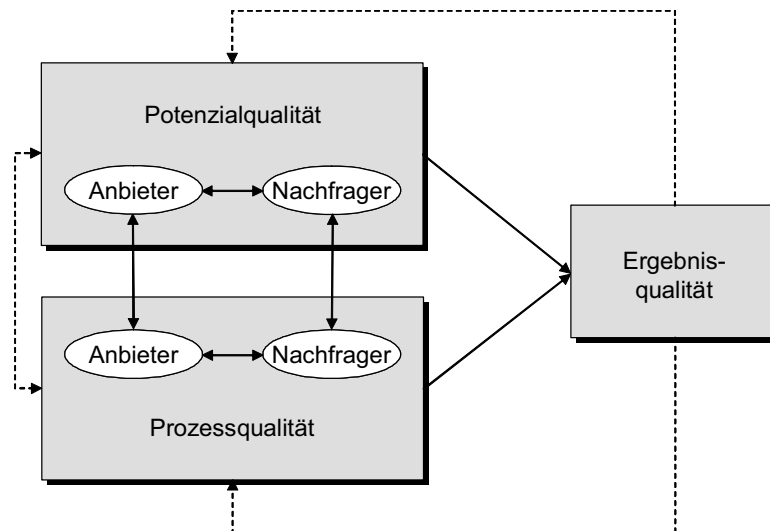 Potenzialqualität
Anbieter
Nachfrager
Ergebnis-
qualität
Anbieter
Nachfrager
Prozessqualität